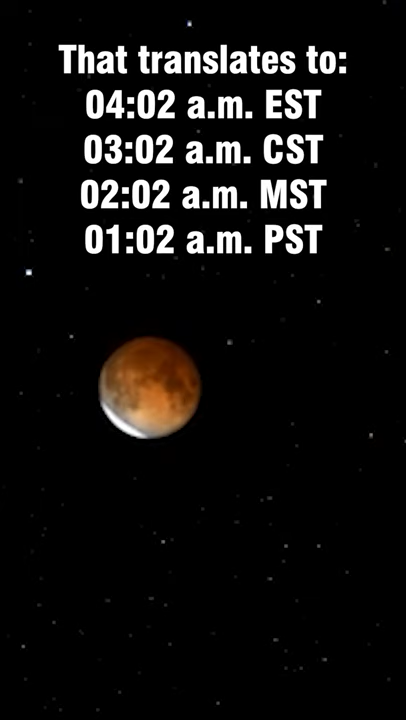 That translates to:
04:02 a.m. EST
03:02 a.m. CST
02:02 a.m. MST
01:02 a.m. PST